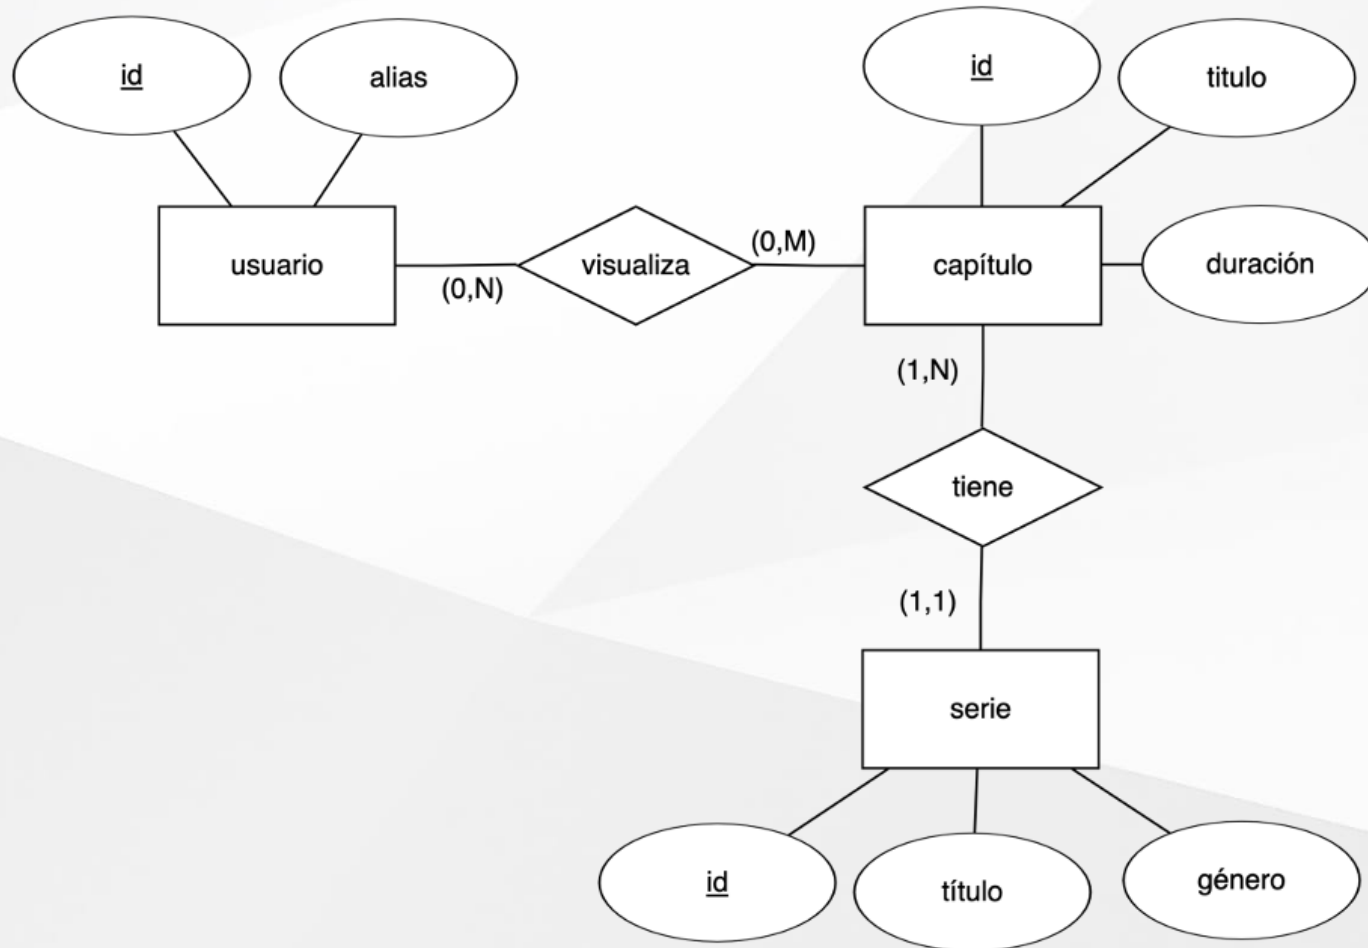 id
alias
id
titulo
usuario
visualiza
(0,N)
(0,M)
capítulo
duración
(1,N)
tiene
(1,1)
serie
id
título
género